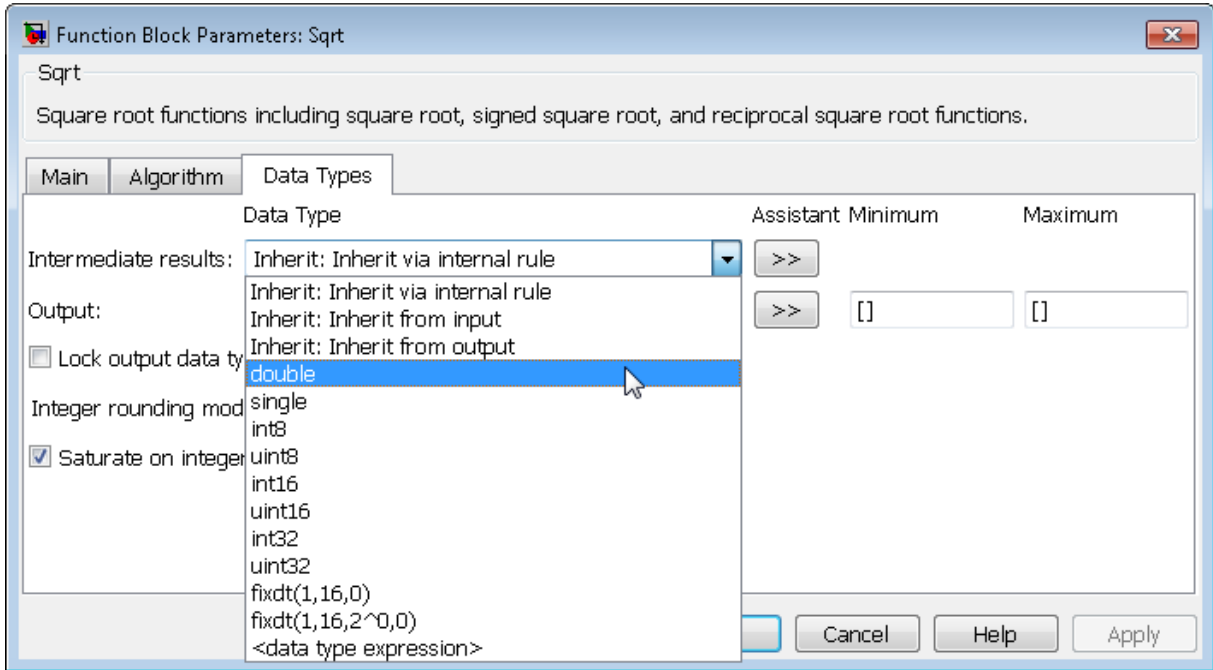 Function Block Parameters: Sqrt
Sqrt
Square root functions including square root, signed square root, and reciprocal square root functions.
Main Algorithm Data Types
Data Type Assistant Minimum Maximum
Intermediate results: Inherit: Inherit via internal rule >>
Inherit: Inherit via internal rule
Output: >> [] []
Inherit: Inherit from input
Inherit: Inherit from output
Lock output data ty
double
single
Integer rounding mod
int8
Saturate on integer
uint8
int16
uint16
int32
uint32
fixdt(1,16,0)
fixdt(1,16,2^0,0)
<data type expression>
Cancel Help Apply